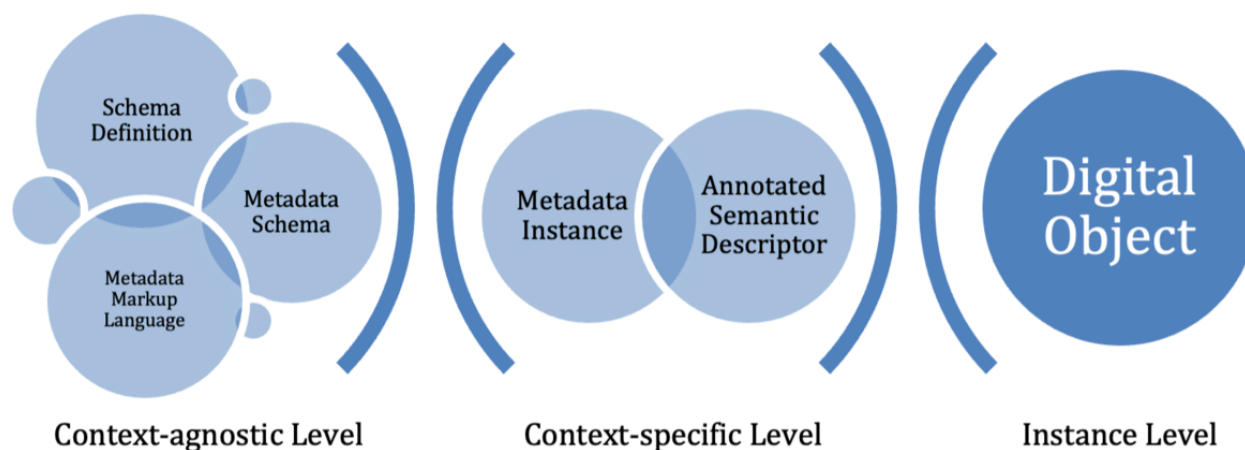 Schema
Definition
Metadata
Schema
Metadata
Markup
Language
Context-agnostic Level
Metadata
Instance
Annotated
Semantic
Descriptor
Context-specific Level
Digital
Object
Instance Level